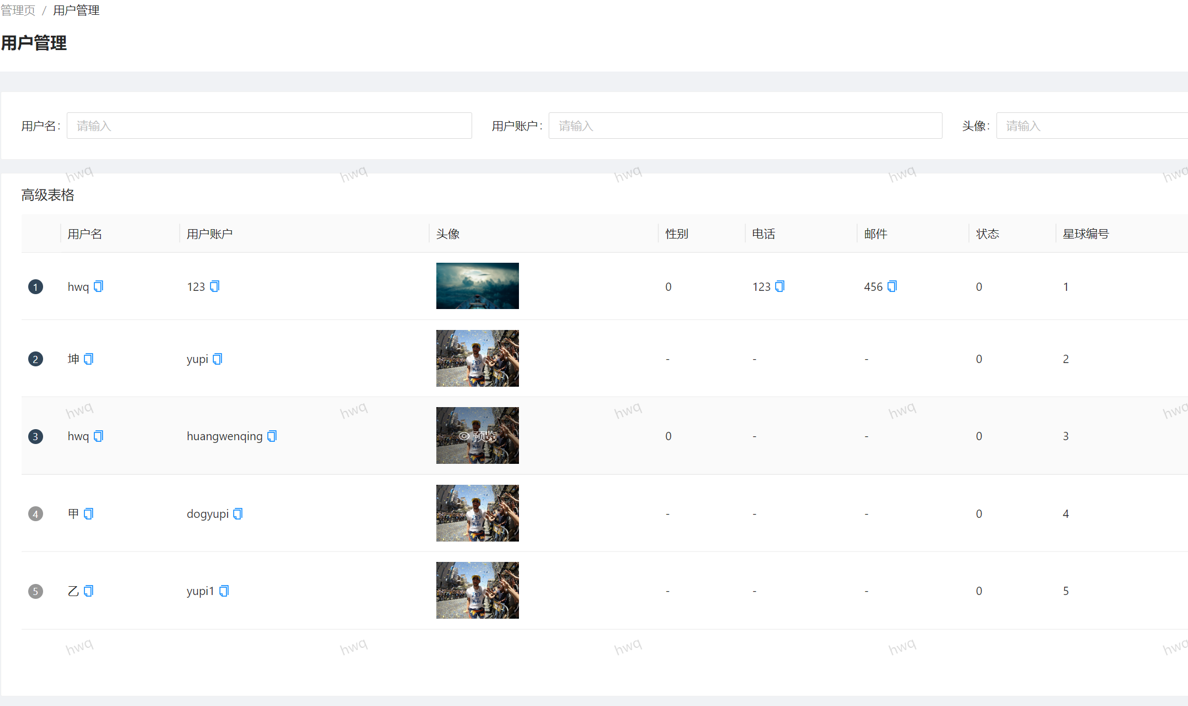 管理页 / 用户管理
用户管理
用户名: 请输入 用户账户: 请输入 头像: 请输入
hwq hwq hwq hwq hwq
高级表格
用户名 用户账户 头像 性别 电话 邮件 状态 星球编号
1 hwq 123 0 123 456 0 1
2 坤 yupi - - - 0 2
hwq hwq hwq hwq hwq
3 hwq huangwenqing 预览 0 - - 0 3
4 甲 dogyupi - - - 0 4
5 乙 yupi1 - - - 0 5
hwq hwq hwq hwq hwq